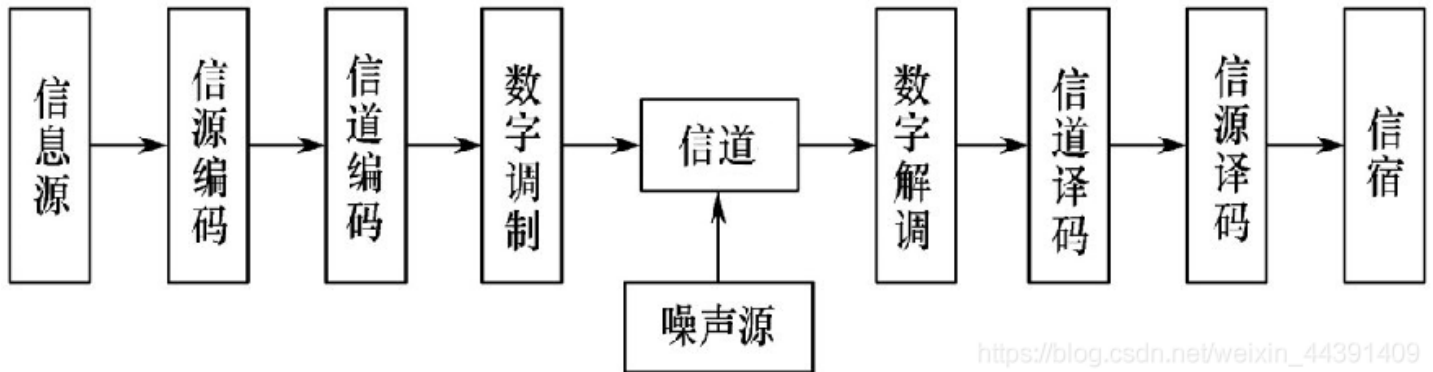 信息源
信源编码
信道编码
数字调制
信道
数字解调
信道译码
信源译码
信宿
噪声源
https://blog.csdn.net/weixin_44391409